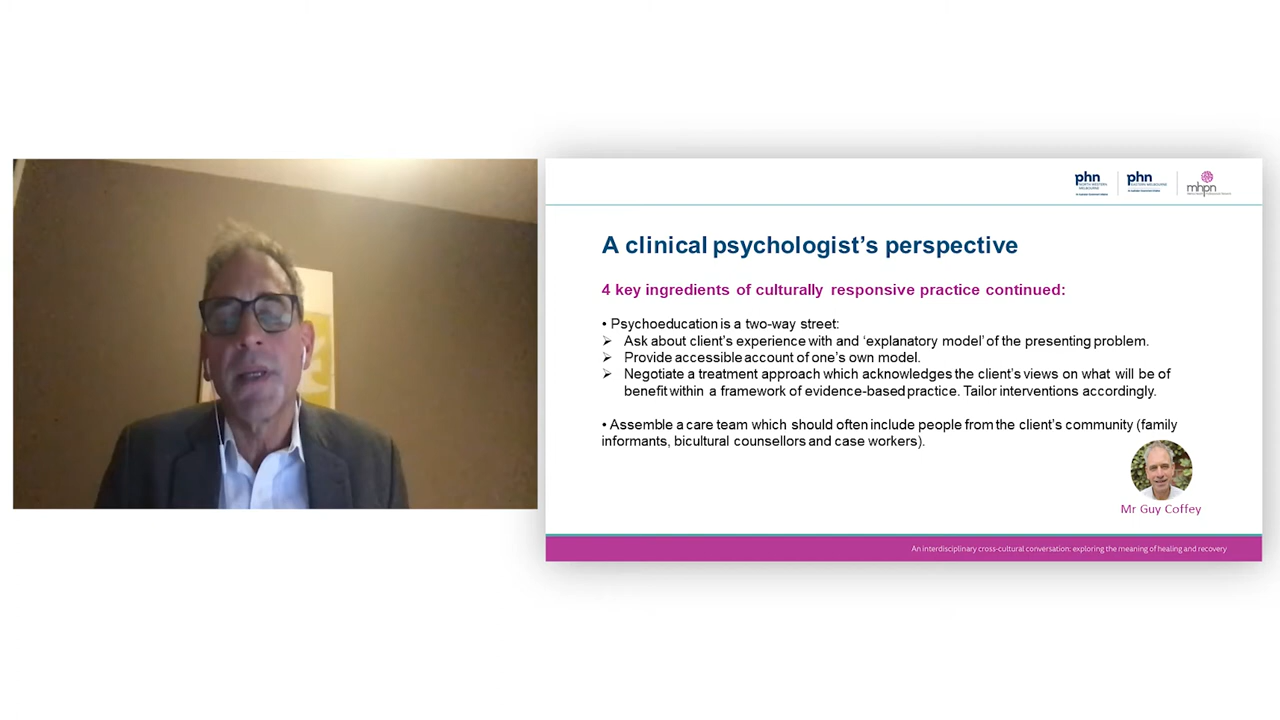 phn
NORTH WESTERN
MELBOURNE
phn
EASTERN MELBOURNE
mhpn
A clinical psychologist’s perspective
4 key ingredients of culturally responsive practice continued:
• Psychoeducation is a two-way street:
➢ Ask about client’s experience with and ‘explanatory model’ of the presenting problem.
➢ Provide accessible account of one’s own model.
➢ Negotiate a treatment approach which acknowledges the client’s views on what will be of
benefit within a framework of evidence-based practice. Tailor interventions accordingly.
• Assemble a care team which should often include people from the client’s community (family
informants, bicultural counsellors and case workers).
Mr Guy Coffey
An interdisciplinary cross-cultural conversation: exploring the meaning of healing and recovery